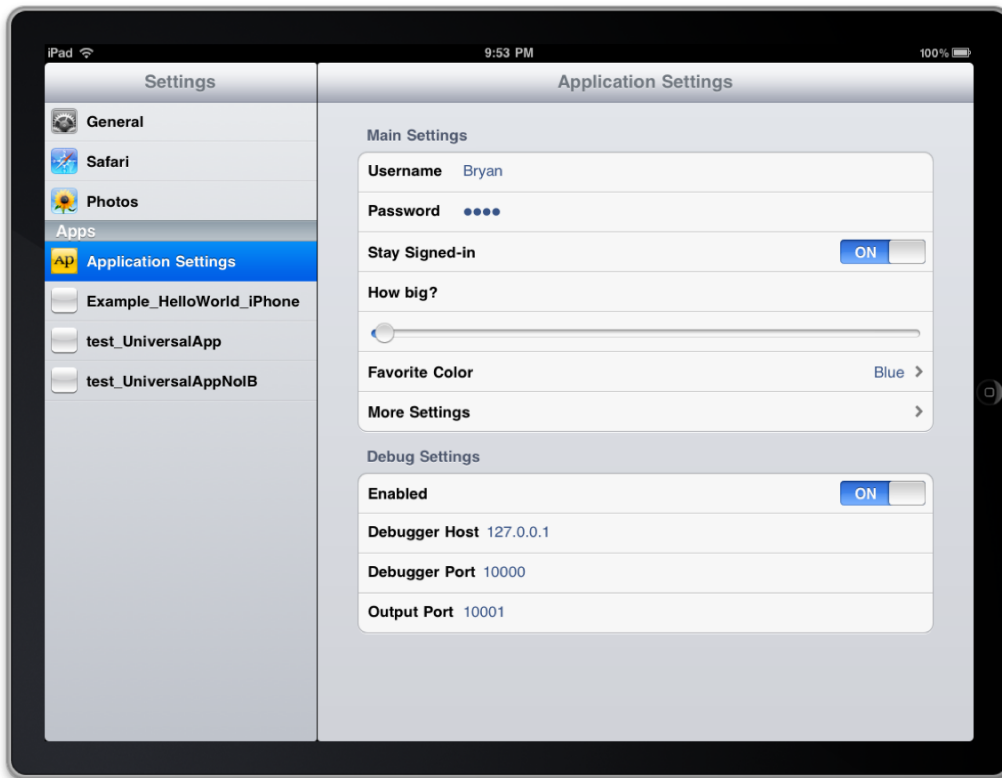 iPad 9:53 PM 100%
Settings
Application Settings
General
Safari
Photos
Apps
AP Application Settings
Example_HelloWorld_iPhone
test_UniversalApp
test_UniversalAppNoIB
Main Settings
Username Bryan
Password ••••
Stay Signed-in ON
How big?
Favorite Color Blue
More Settings
Debug Settings
Enabled ON
Debugger Host 127.0.0.1
Debugger Port 10000
Output Port 10001